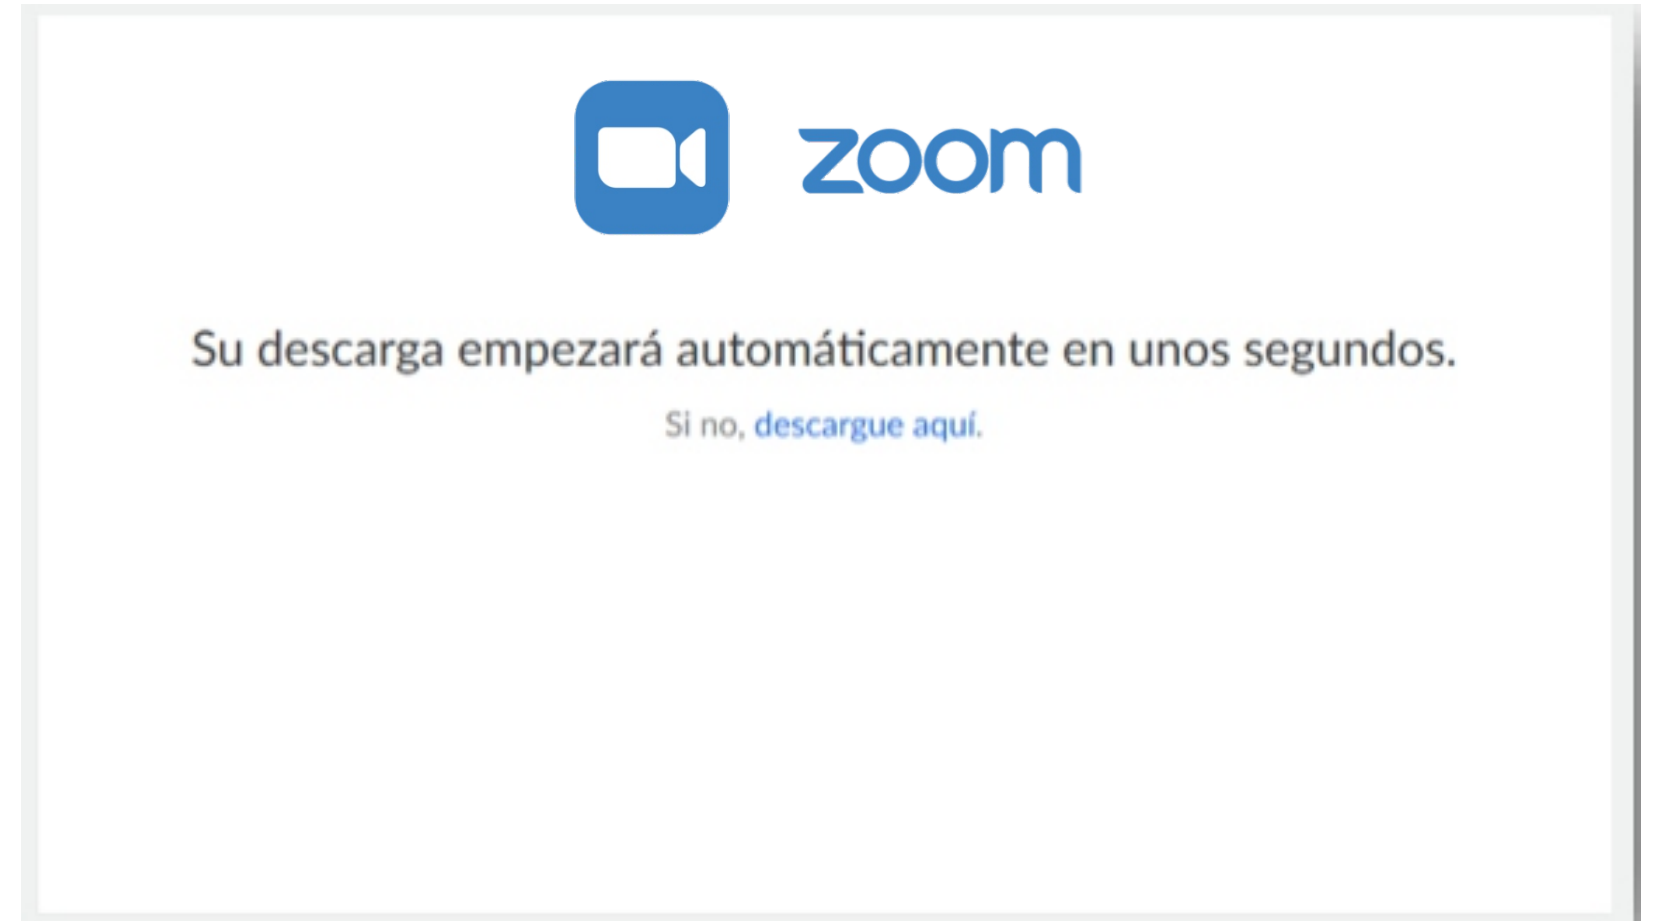 zoom
Su descarga empezará automáticamente en unos segundos.
Si no, descargue aquí.